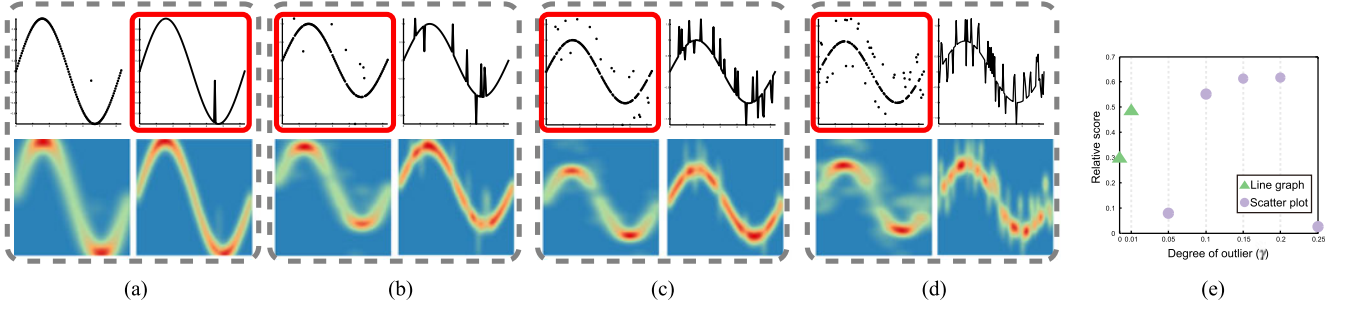 0.7
0.6
0.5
0.4
0.3
0.2
0.1
0
Relative score
Line graph
Scatter plot
0 0.01 0.05 0.1 0.15 0.2 0.25
Degree of outlier (γ)
(a) (b) (c) (d) (e)